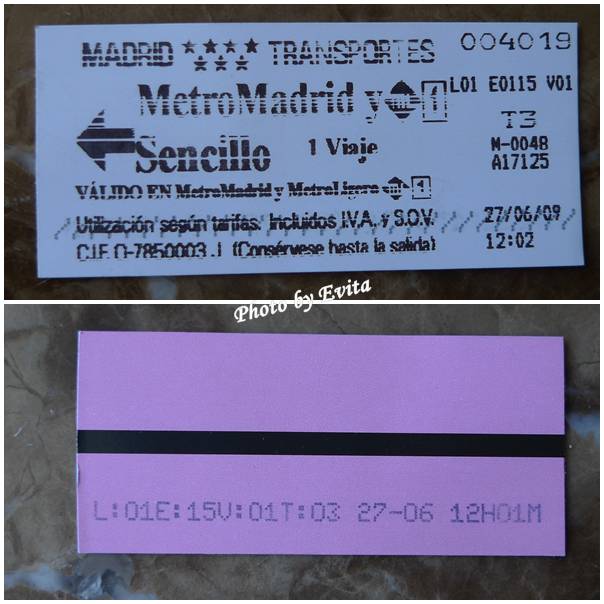 MADRID TRANSPORTES 004019
MetroMadrid y 1 L01 E0115 V01
Sencillo 1 Viaje T3
N-0048
A17125
VÁLIDO EN MetroMadrid y MetroLigero 1
Utilización según tarifas. Incluidos I.V.A. y S.O.V. 27/06/09
C.I.F. Q-7850003.J (Consérvese hasta la salida) 12:02
Photo by Evita
L:01E:15V:01T:03 27-06 12H01M